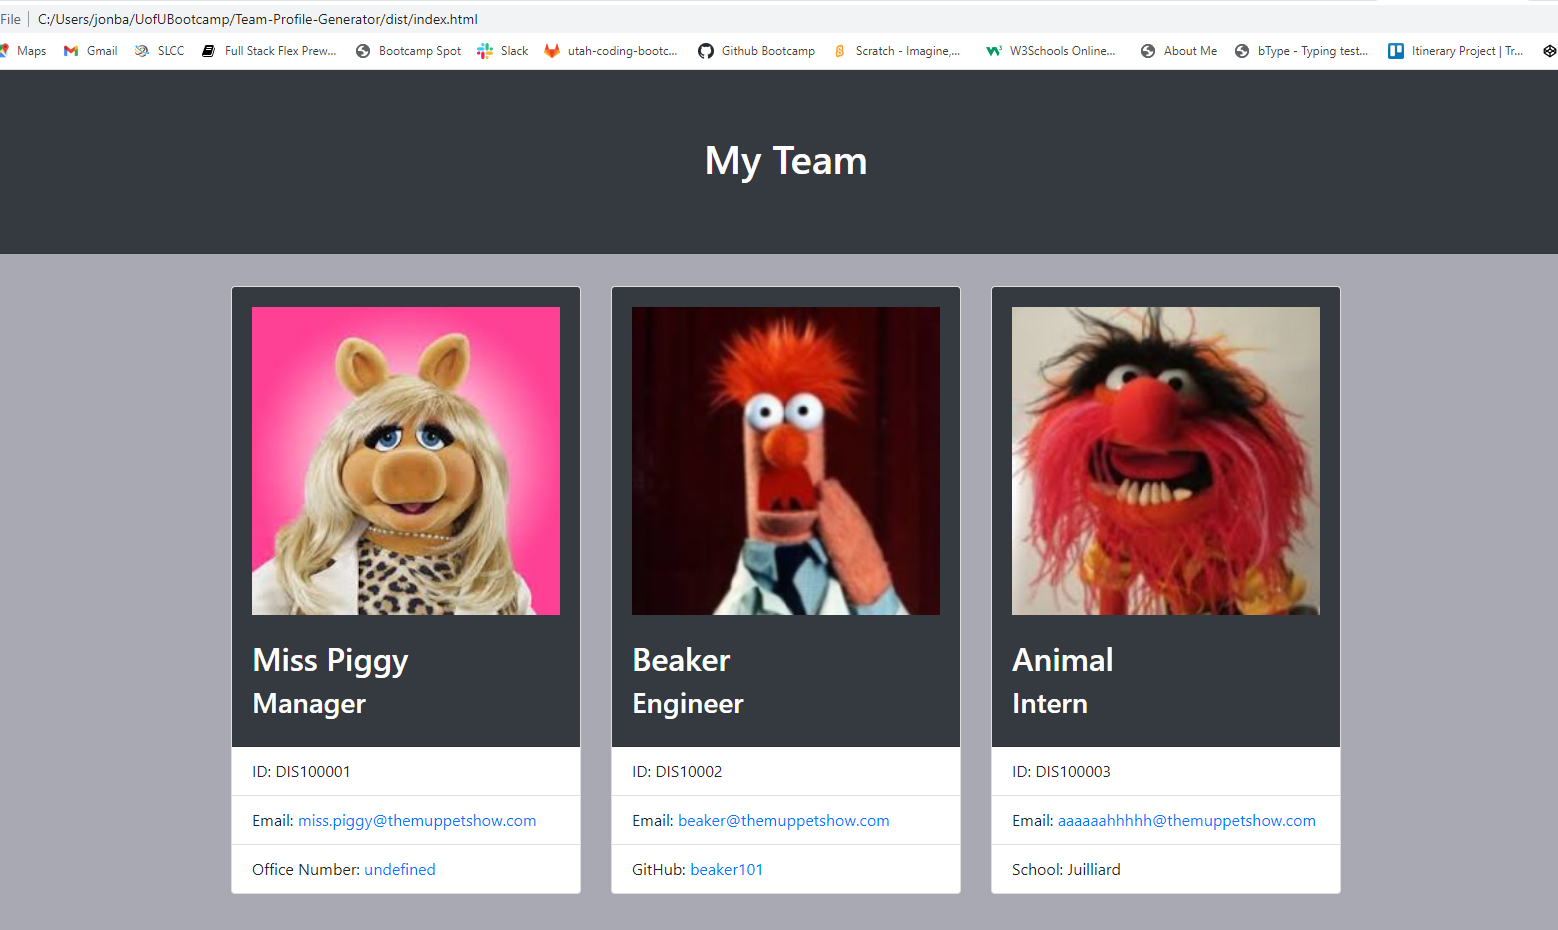 File | C:/Users/jonba/UofUBootcamp/Team-Profile-Generator/dist/index.html
Maps Gmail SLCC Full Stack Flex Prew... Bootcamp Spot Slack utah-coding-bootc... Github Bootcamp Scratch - Imagine,... W3Schools Online... About Me bType - Typing test... Itinerary Project | Tr...
My Team
Miss Piggy
Manager
ID: DIS100001
Email: miss.piggy@themuppetshow.com
Office Number: undefined
Beaker
Engineer
ID: DIS10002
Email: beaker@themuppetshow.com
GitHub: beaker101
Animal
Intern
ID: DIS100003
Email: aaaaaahhhhh@themuppetshow.com
School: Juilliard